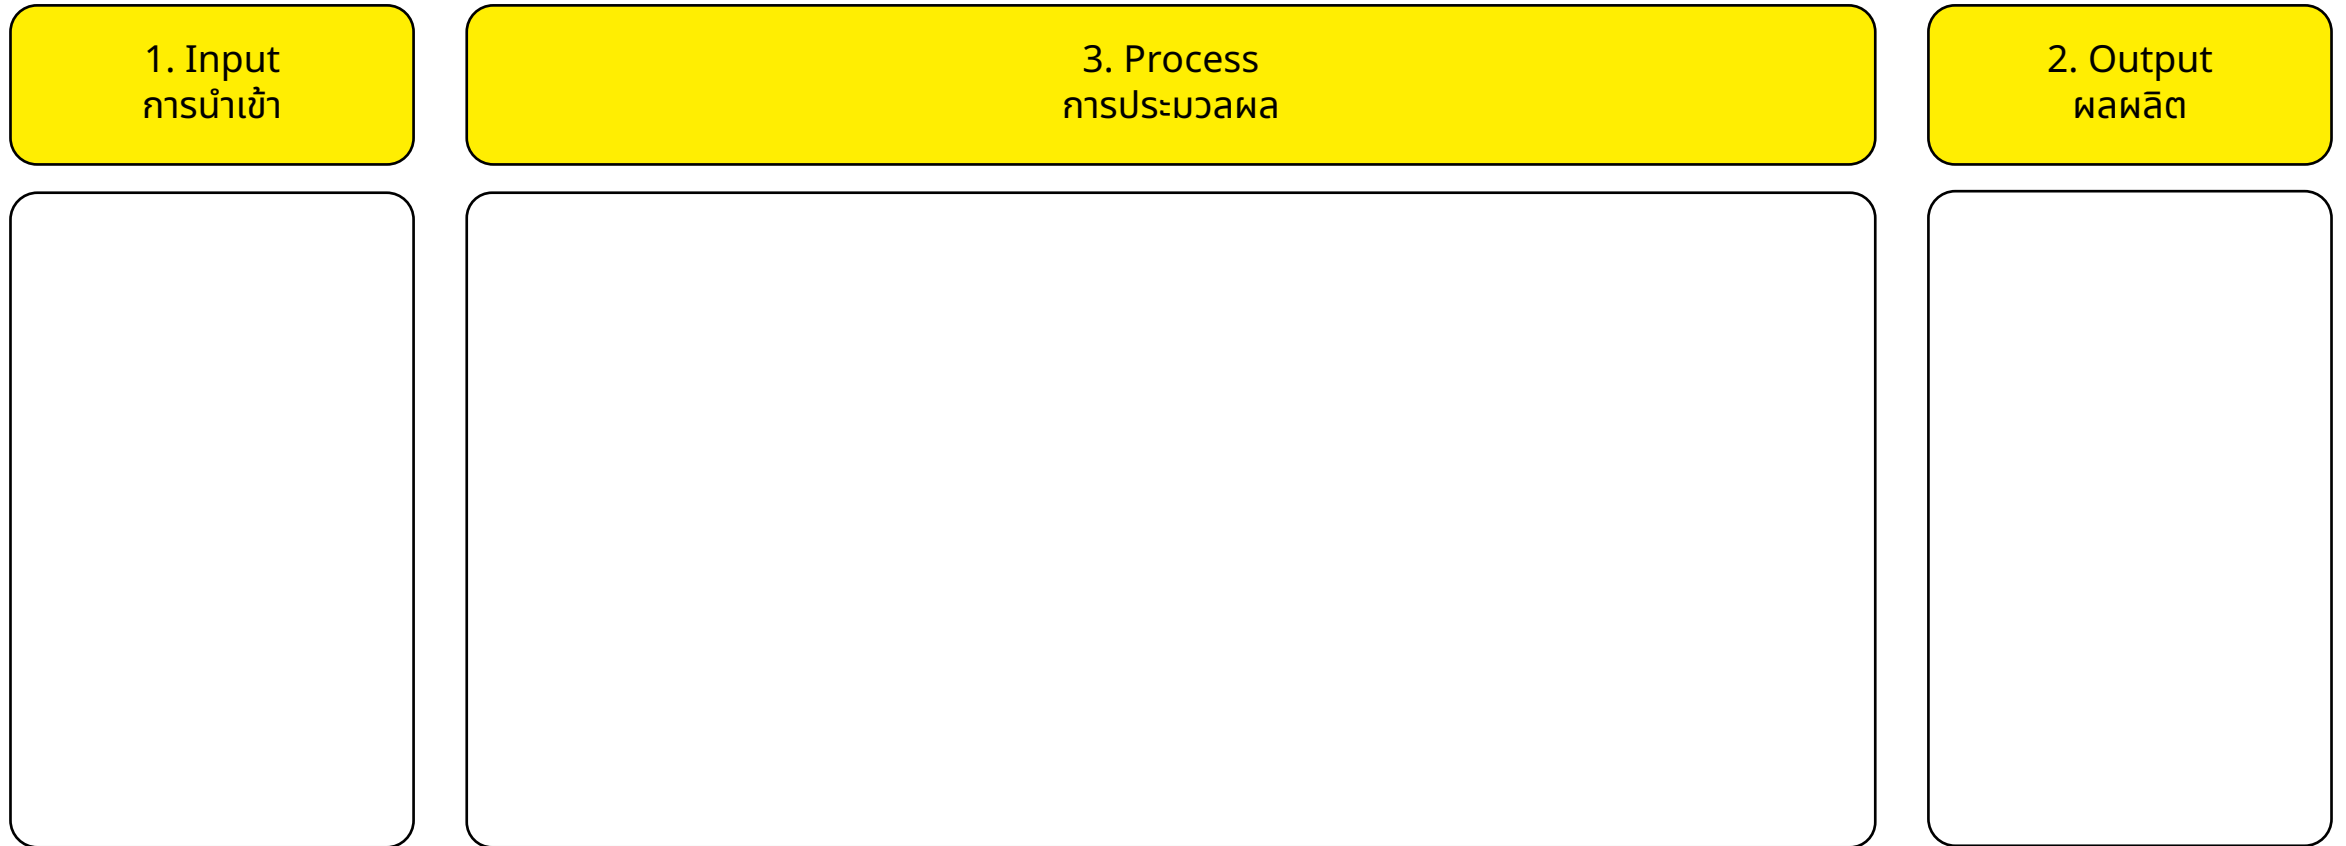 1. Input
การนำเข้า
3. Process
การประมวลผล
2. Output
ผลผลิต